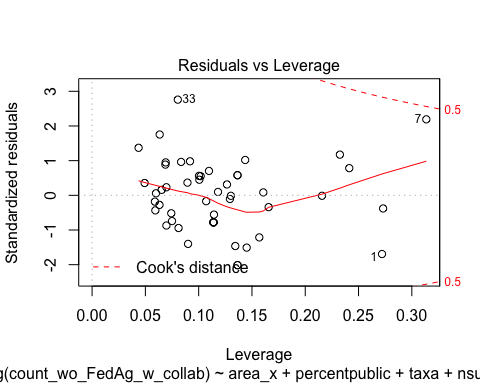 Residuals vs Leverage
Standardized residuals
3
2
1
0
-1
-2
33
7
1
0.5
0.5
Cook's distance
0.00 0.05 0.10 0.15 0.20 0.25 0.30
Leverage
g(count_wo_FedAg_w_collab) ~ area_x + percentpublic + taxa + nsu